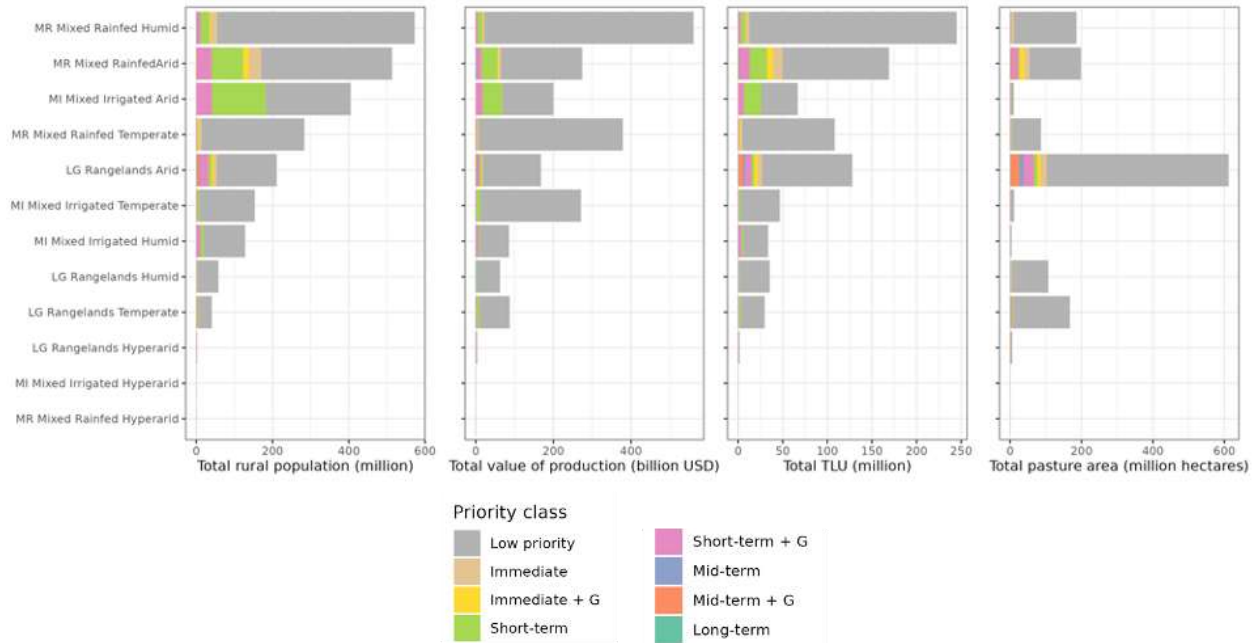 MR Mixed Rainfed Humid
MR Mixed RainfedArid
MI Mixed Irrigated Arid
MR Mixed Rainfed Temperate
LG Rangelands Arid
MI Mixed Irrigated Temperate
MI Mixed Irrigated Humid
LG Rangelands Humid
LG Rangelands Temperate
LG Rangelands Hyperarid
MI Mixed Irrigated Hyperarid
MR Mixed Rainfed Hyperarid
0 200 400 600
Total rural population (million)
0 200 400
Total value of production (billion USD)
0 50 100 150 200 250
Total TLU (million)
0 200 400 600
Total pasture area (million hectares)
Priority class
Low priority
Immediate
Immediate + G
Short-term
Short-term + G
Mid-term
Mid-term + G
Long-term